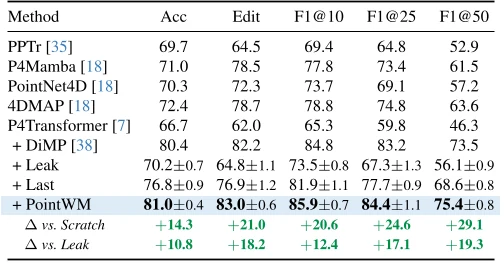 Method Acc Edit F1@10 F1@25 F1@50
PPTr [35] 69.7 64.5 69.4 64.8 52.9
P4Mamba [18] 71.0 78.5 77.8 73.4 61.5
PointNet4D [18] 70.3 72.3 73.7 69.1 57.2
4DMAP [18] 72.4 78.7 78.8 74.8 63.6
P4Transformer [7] 66.7 62.0 65.3 59.8 46.3
+ DiMP [38] 80.4 82.2 84.8 83.2 73.5
+ Leak 70.2±0.7 64.8±1.1 73.5±0.8 67.3±1.3 56.1±0.9
+ Last 76.8±0.9 76.9±1.2 81.9±1.1 77.7±0.9 68.6±0.8
+ PointWM 81.0±0.4 83.0±0.6 85.9±0.7 84.4±1.1 75.4±0.8
Δ vs. Scratch +14.3 +21.0 +20.6 +24.6 +29.1
Δ vs. Leak +10.8 +18.2 +12.4 +17.1 +19.3